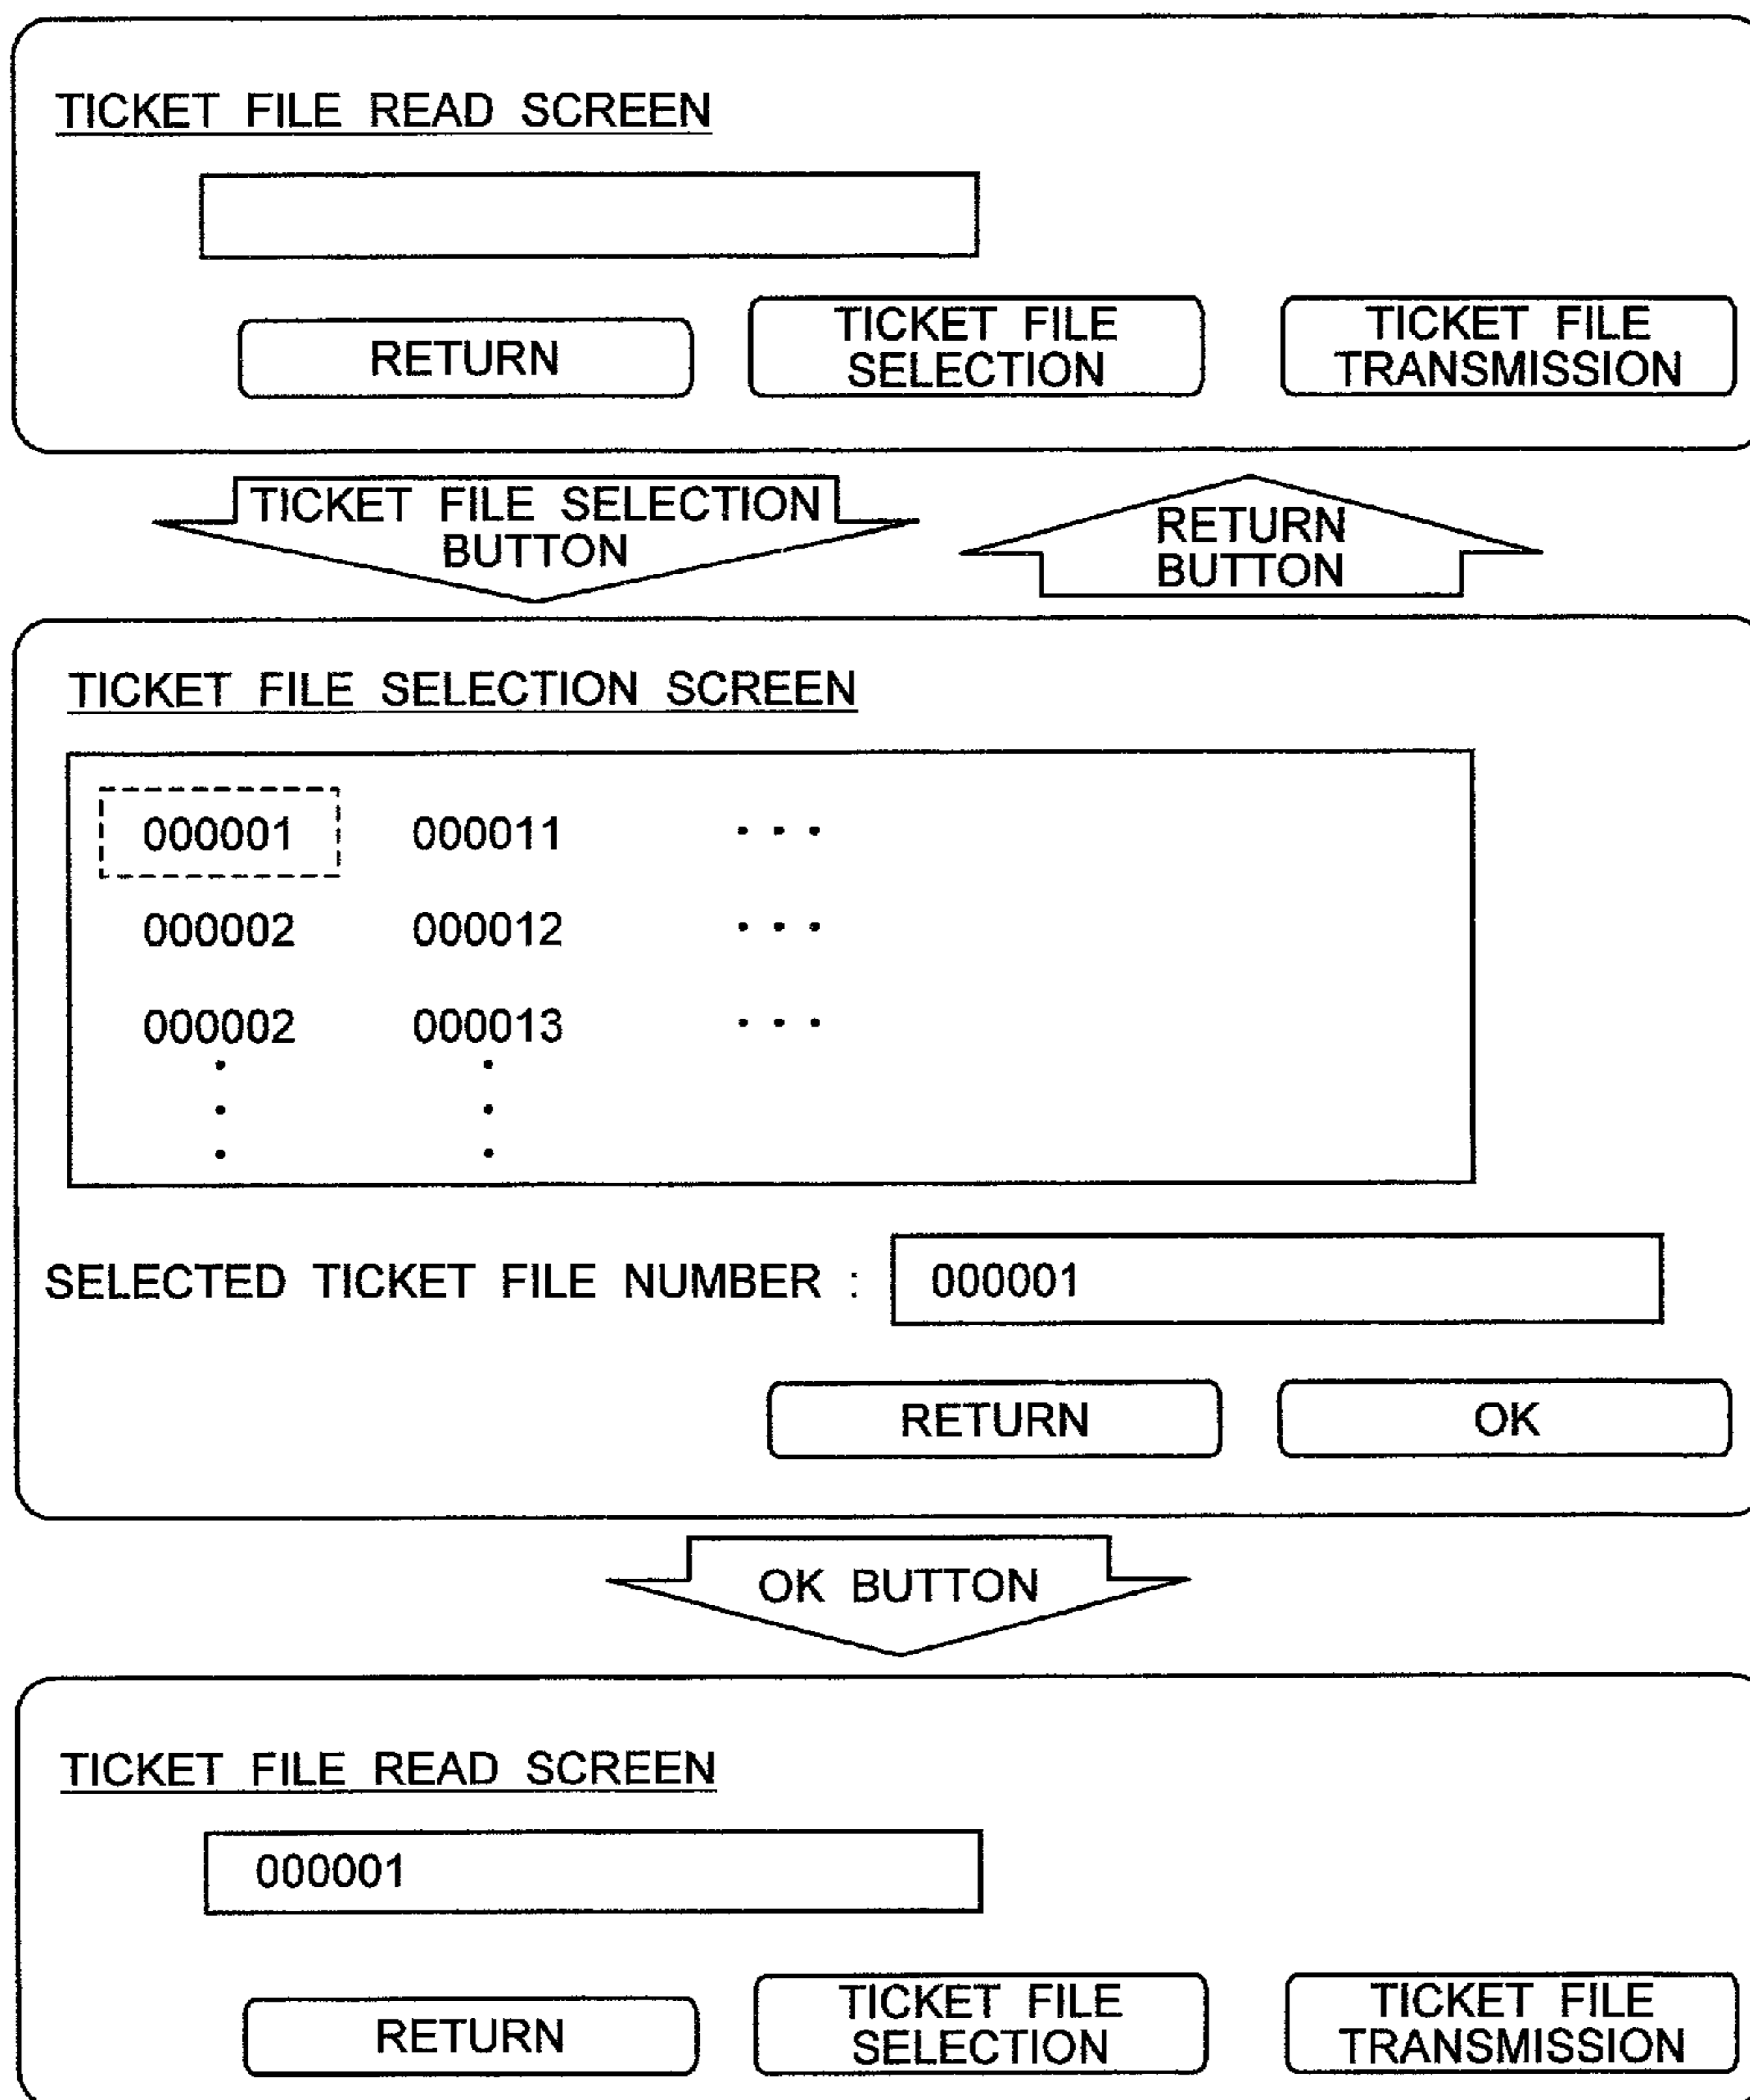 TICKET FILE READ SCREEN
RETURN
TICKET FILE
SELECTION
TICKET FILE
TRANSMISSION
TICKET FILE SELECTION
BUTTON
RETURN
BUTTON
TICKET FILE SELECTION SCREEN
000001 000011 · · ·
000002 000012 · · ·
000002 000013 · · ·
SELECTED TICKET FILE NUMBER : 000001
RETURN OK
OK BUTTON
TICKET FILE READ SCREEN
000001
RETURN
TICKET FILE
SELECTION
TICKET FILE
TRANSMISSION